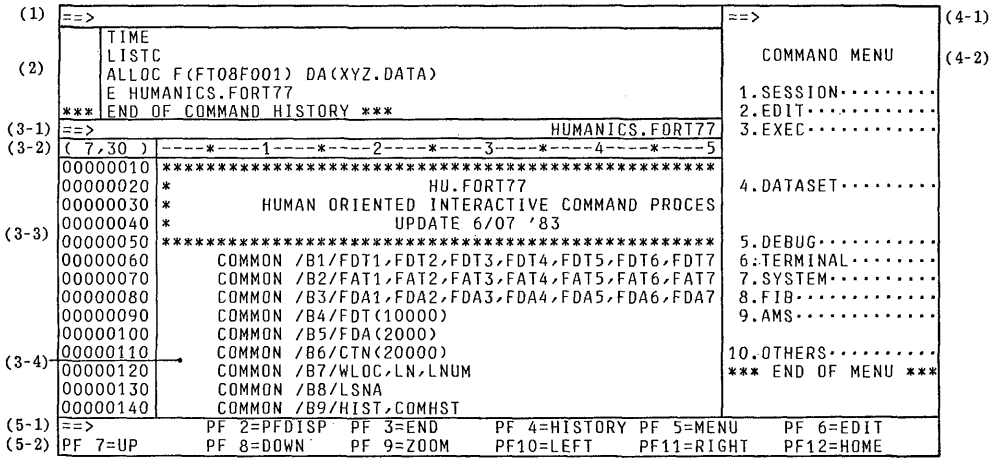 (1) ==> ==> (4-1)
TIME
LISTC COMMAND MENU (4-2)
(2) ALLOC F(FT08F001) DA(XYZ.DATA)
E HUMANICS.FORT77 1.SESSION·········
*** END OF COMMAND HISTORY *** 2.EDIT············
(3-1) ==> HUMANICS.FORT77 3.EXEC············
(3-2) ( 7,30 ) ----*----1----*----2----*----3----*----4----*----5
00000010 **************************************************
00000020 * HU.FORT77 4.DATASET·········
00000030 * HUMAN ORIENTED INTERACTIVE COMMAND PROCES
00000040 * UPDATE 6/07 '83
(3-3) 00000050 ************************************************** 5.DEBUG···········
00000060 COMMON /B1/FDT1,FDT2,FDT3,FDT4,FDT5,FDT6,FDT7 6.TERMINAL········
00000070 COMMON /B2/FAT1,FAT2,FAT3,FAT4,FAT5,FAT6,FAT7 7.SYSTEM··········
00000080 COMMON /B3/FDA1,FDA2,FDA3,FDA4,FDA5,FDA6,FDA7 8.FIB·············
00000090 COMMON /B4/FDT(10000) 9.AMS·············
00000100 COMMON /B5/FDA(2000)
(3-4) 00000110 COMMON /B6/CTN(20000) 10.OTHERS··········
00000120 COMMON /B7/WLOC,LN,LNUM *** END OF MENU ***
00000130 COMMON /B8/LSNA
00000140 COMMON /B9/HIST,COMHST
(5-1) ==> PF 2=PFDISP PF 3=END PF 4=HISTORY PF 5=MENU PF 6=EDIT
(5-2) PF 7=UP PF 8=DOWN PF 9=ZOOM PF10=LEFT PF11=RIGHT PF12=HOME